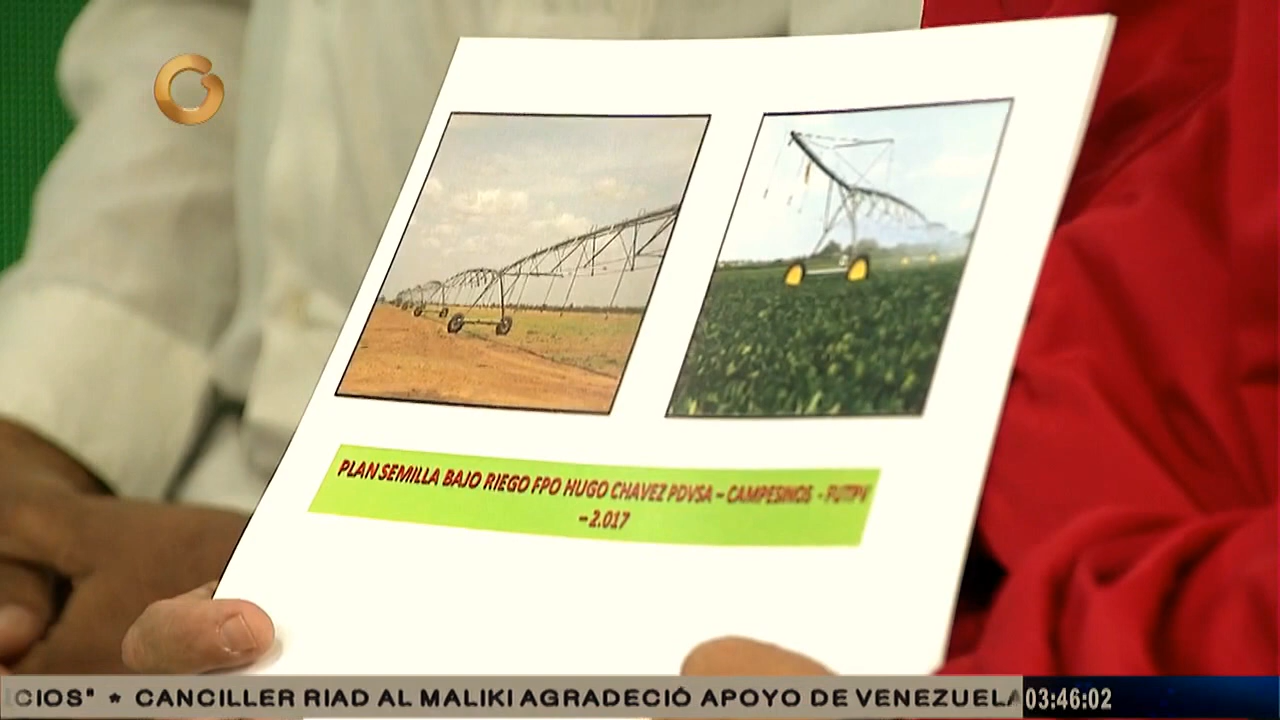 PLAN SEMILLA BAJO RIEGO FPO HUGO CHAVEZ PDVSA – CAMPESINOS - FUTPV
– 2.017
CIOS" * CANCILLER RIAD AL MALIKI AGRADECIÓ APOYO DE VENEZUELA
03:46:02